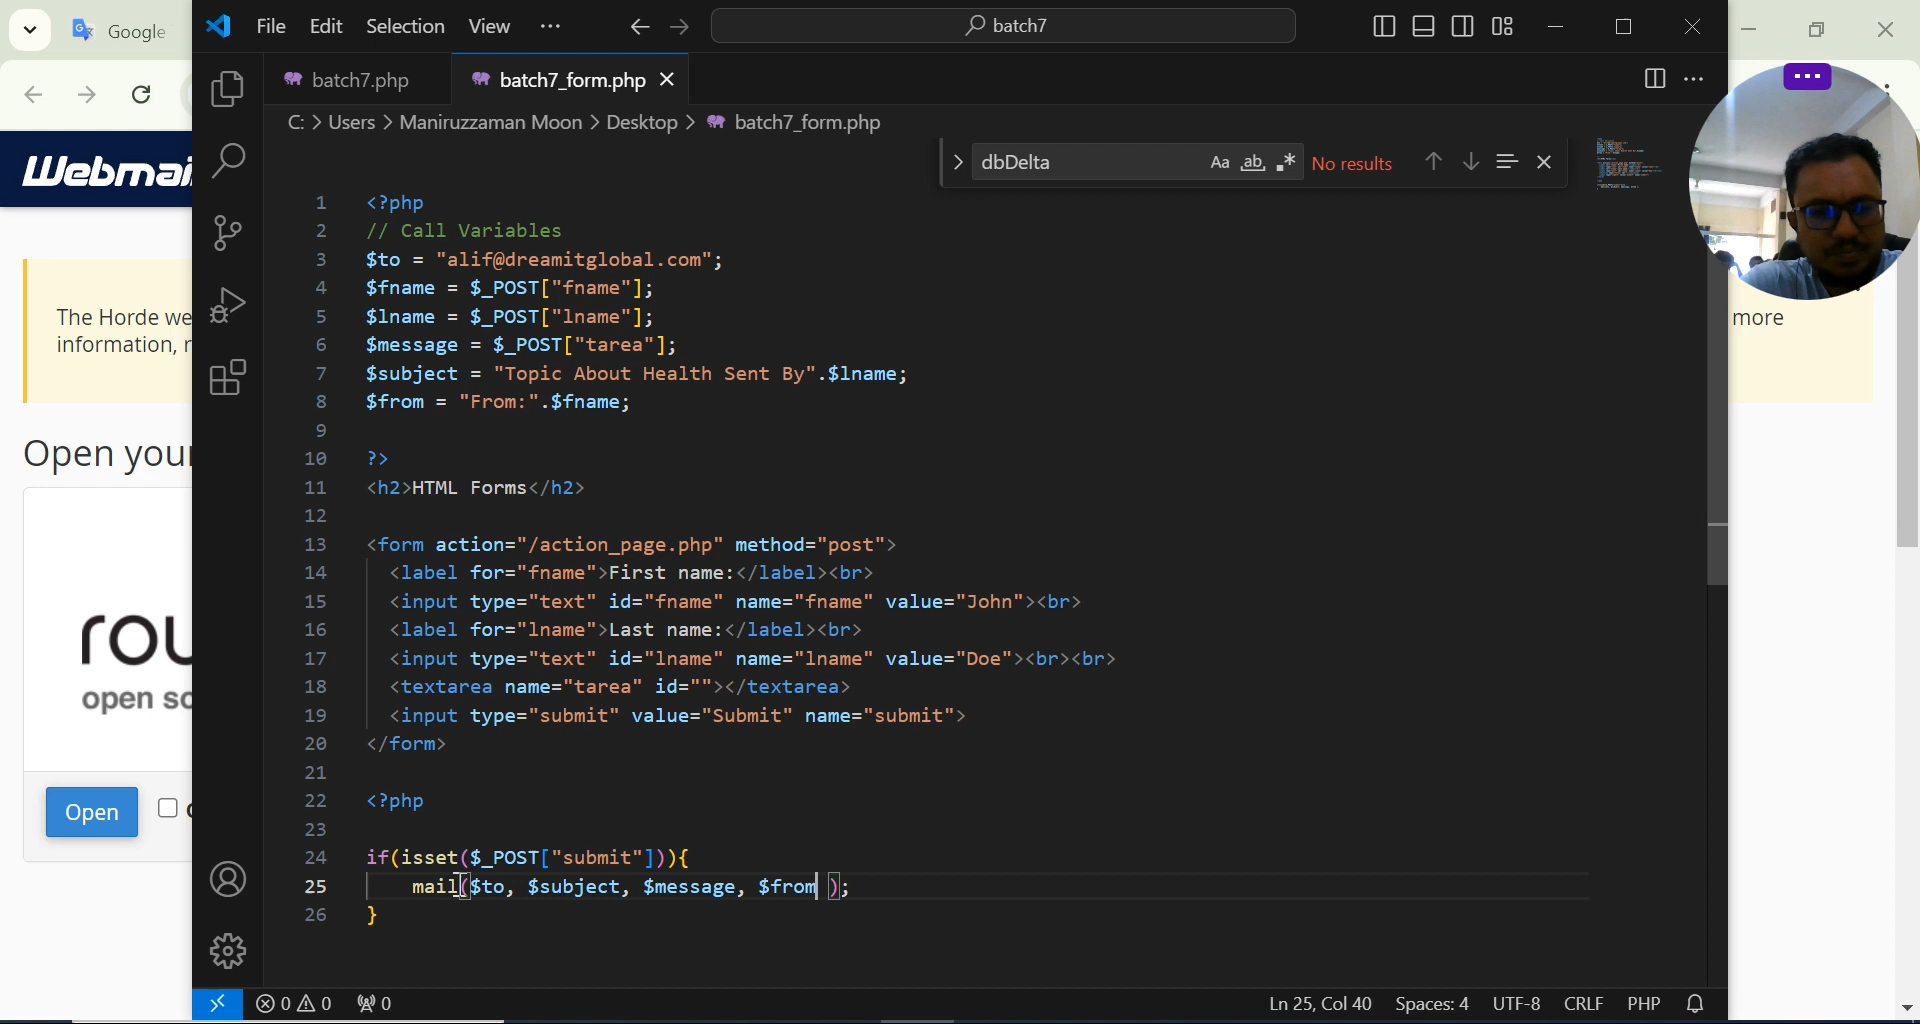 Google
File Edit Selection View ···
batch7
batch7.php
batch7_form.php
C: > Users > Maniruzzaman Moon > Desktop > batch7_form.php
dbDelta
Aa ab .* No results
Webmai
The Horde we
information, r
more
Open your
rou
open so
Open
1 <?php
2 // Call Variables
3 $to = "alif@dreamitglobal.com";
4 $fname = $_POST["fname"];
5 $lname = $_POST["lname"];
6 $message = $_POST["tarea"];
7 $subject = "Topic About Health Sent By".$lname;
8 $from = "From:".$fname;
9
10 ?>
11 <h2>HTML Forms</h2>
12
13 <form action="/action_page.php" method="post">
14 <label for="fname">First name:</label><br>
15 <input type="text" id="fname" name="fname" value="John"><br>
16 <label for="lname">Last name:</label><br>
17 <input type="text" id="lname" name="lname" value="Doe"><br><br>
18 <textarea name="tarea" id=""></textarea>
19 <input type="submit" value="Submit" name="submit">
20 </form>
21
22 <?php
23
24 if(isset($_POST["submit"])){
25 mail($to, $subject, $message, $from );
26 }
0 0 0
Ln 25, Col 40 Spaces: 4 UTF-8 CRLF PHP